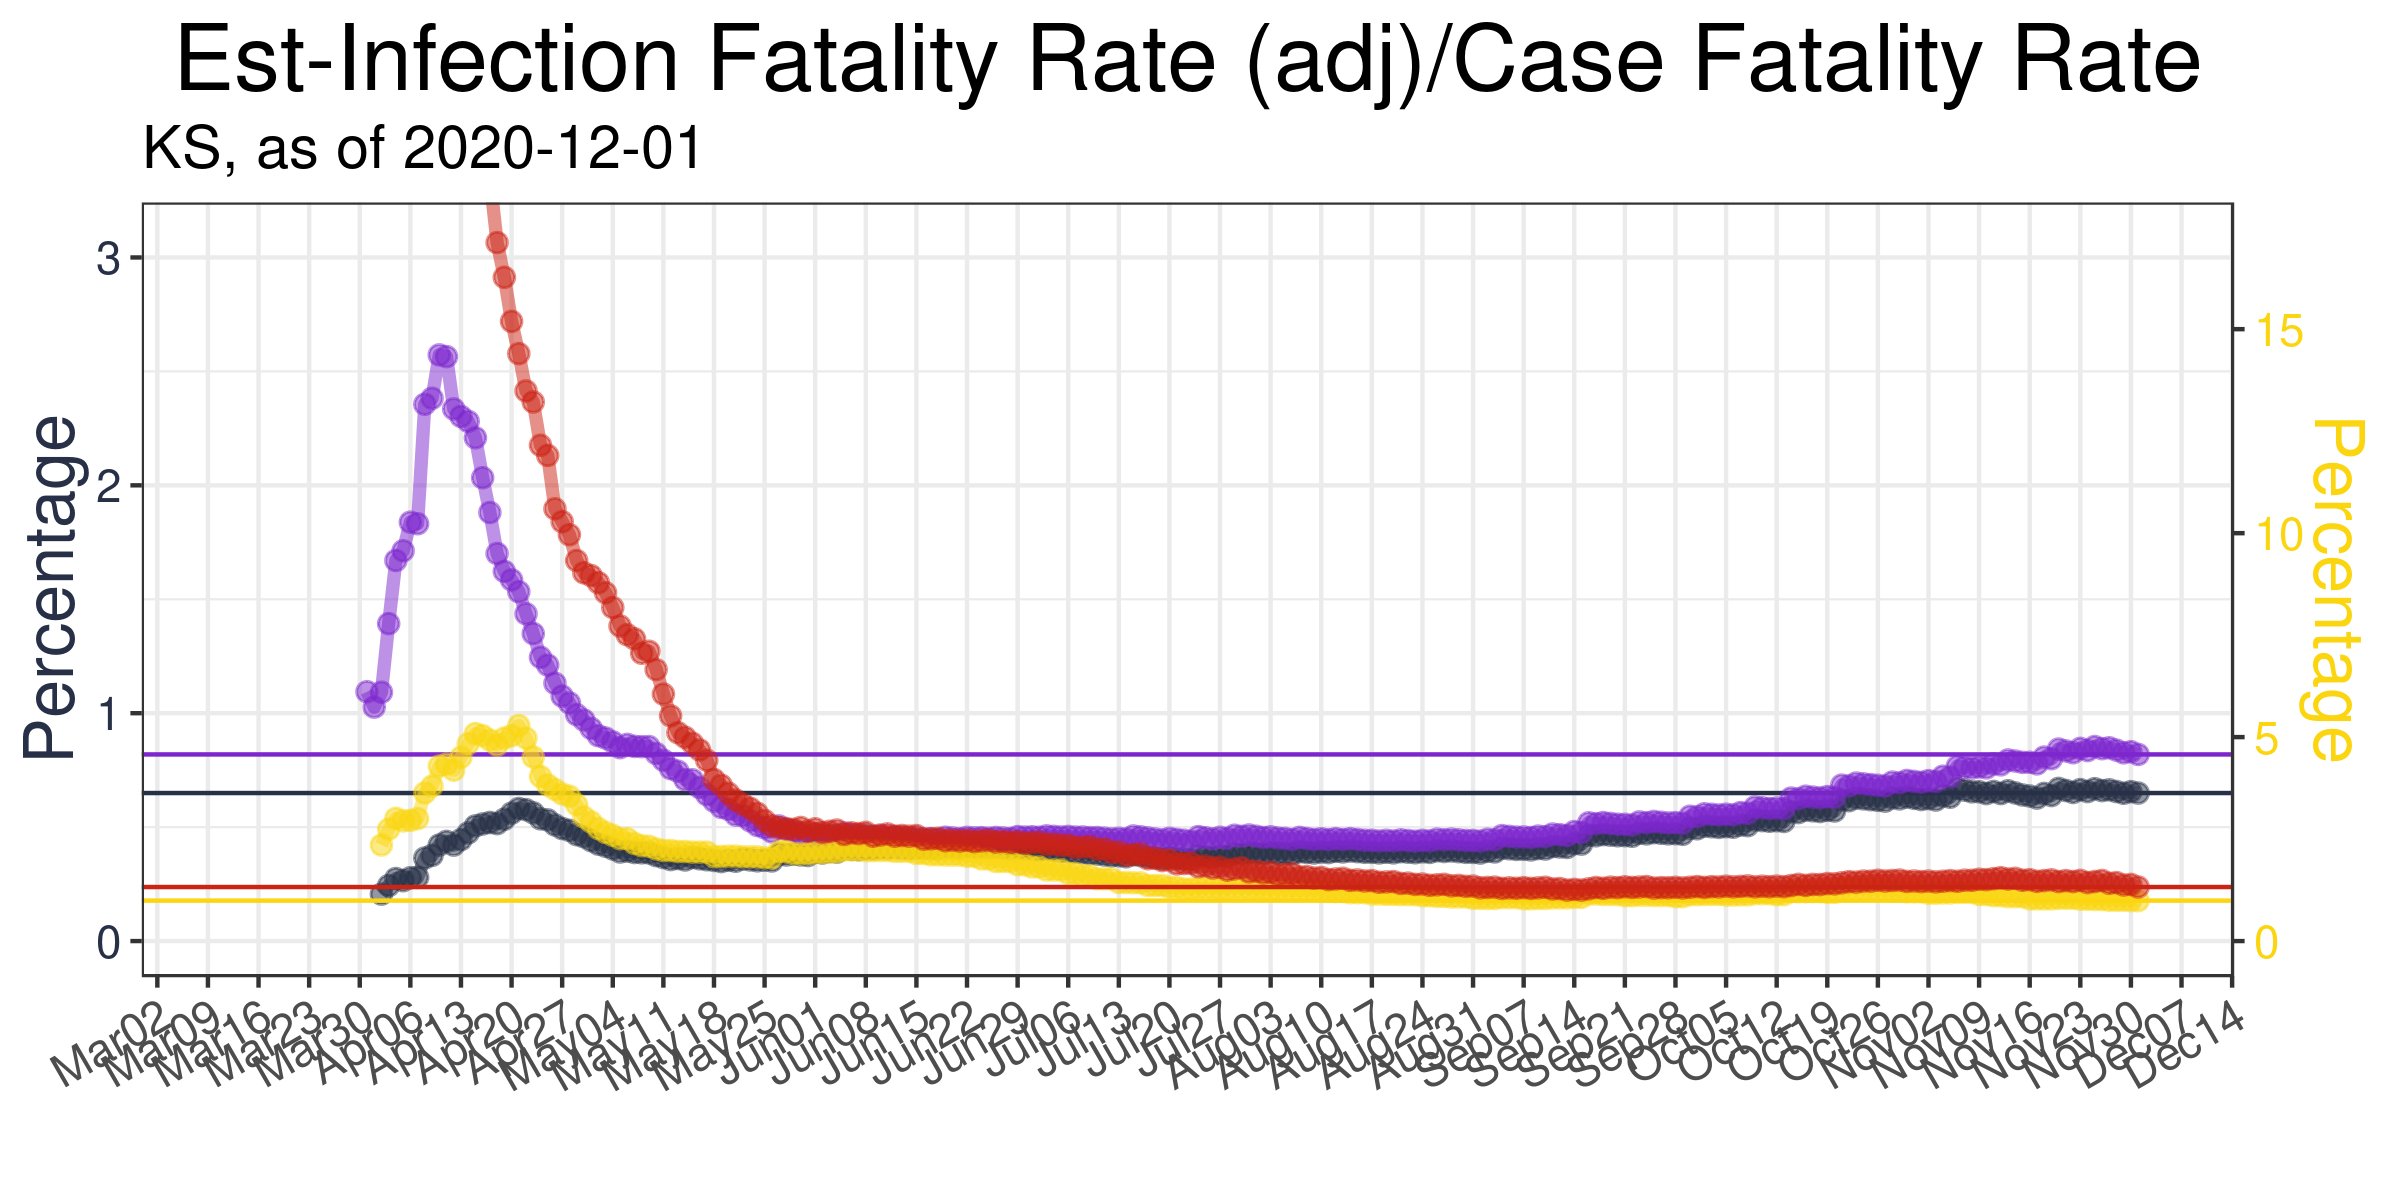 Est-Infection Fatality Rate (adj)/Case Fatality Rate
KS, as of 2020-12-01
Percentage
3
2
1
0
15
10
5
0
Percentage
Mar02
Mar09
Mar16
Mar23
Mar30
Apr06
Apr13
Apr20
Apr27
May04
May11
May18
May25
Jun01
Jun08
Jun15
Jun22
Jun29
Jul06
Jul13
Jul20
Jul27
Aug03
Aug10
Aug17
Aug24
Aug31
Sep07
Sep14
Sep21
Sep28
Oct05
Oct12
Oct19
Oct26
Nov02
Nov09
Nov16
Nov23
Nov30
Dec07
Dec14